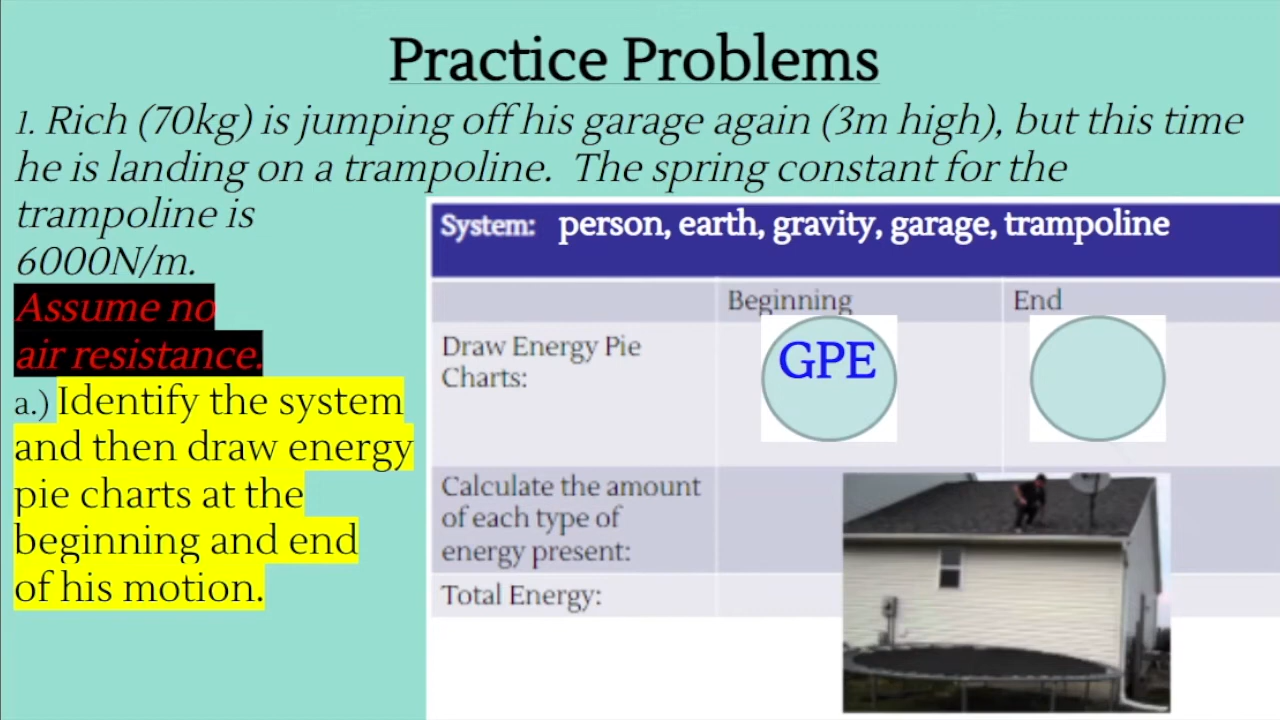 Practice Problems
1. Rich (70kg) is jumping off his garage again (3m high), but this time
he is landing on a trampoline. The spring constant for the
trampoline is
6000N/m.
Assume no
air resistance.
a.) Identify the system
and then draw energy
pie charts at the
beginning and end
of his motion.
System: person, earth, gravity, garage, trampoline
Beginning End
Draw Energy Pie
Charts:
GPE
Calculate the amount
of each type of
energy present:
Total Energy: